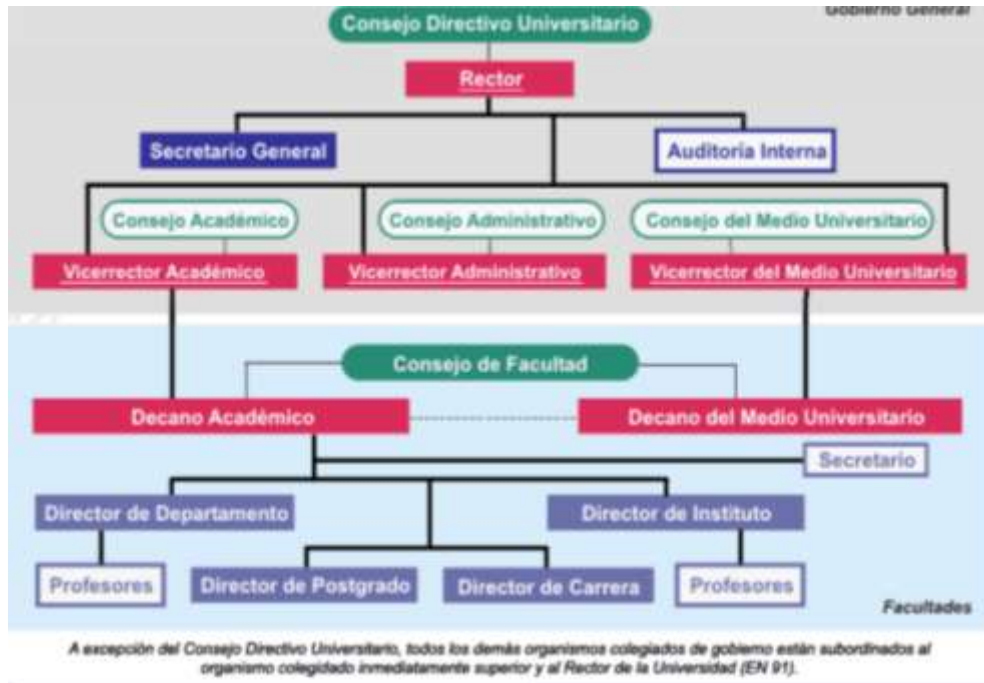 Gobierno General
Consejo Directivo Universitario
Rector
Secretario General
Auditoria Interna
Consejo Académico
Consejo Administrativo
Consejo del Medio Universitario
Vicerrector Académico
Vicerrector Administrativo
Vicerrector del Medio Universitario
Consejo de Facultad
Decano Académico
Decano del Medio Universitario
Secretario
Director de Departamento
Director de Instituto
Profesores
Director de Postgrado
Director de Carrera
Profesores
Facultades
A excepción del Consejo Directivo Universitario, todos los demás organismos colegiados de gobierno están subordinados al
organismo colegidado inmediatamente superior y al Rector de la Universidad (EN 91).